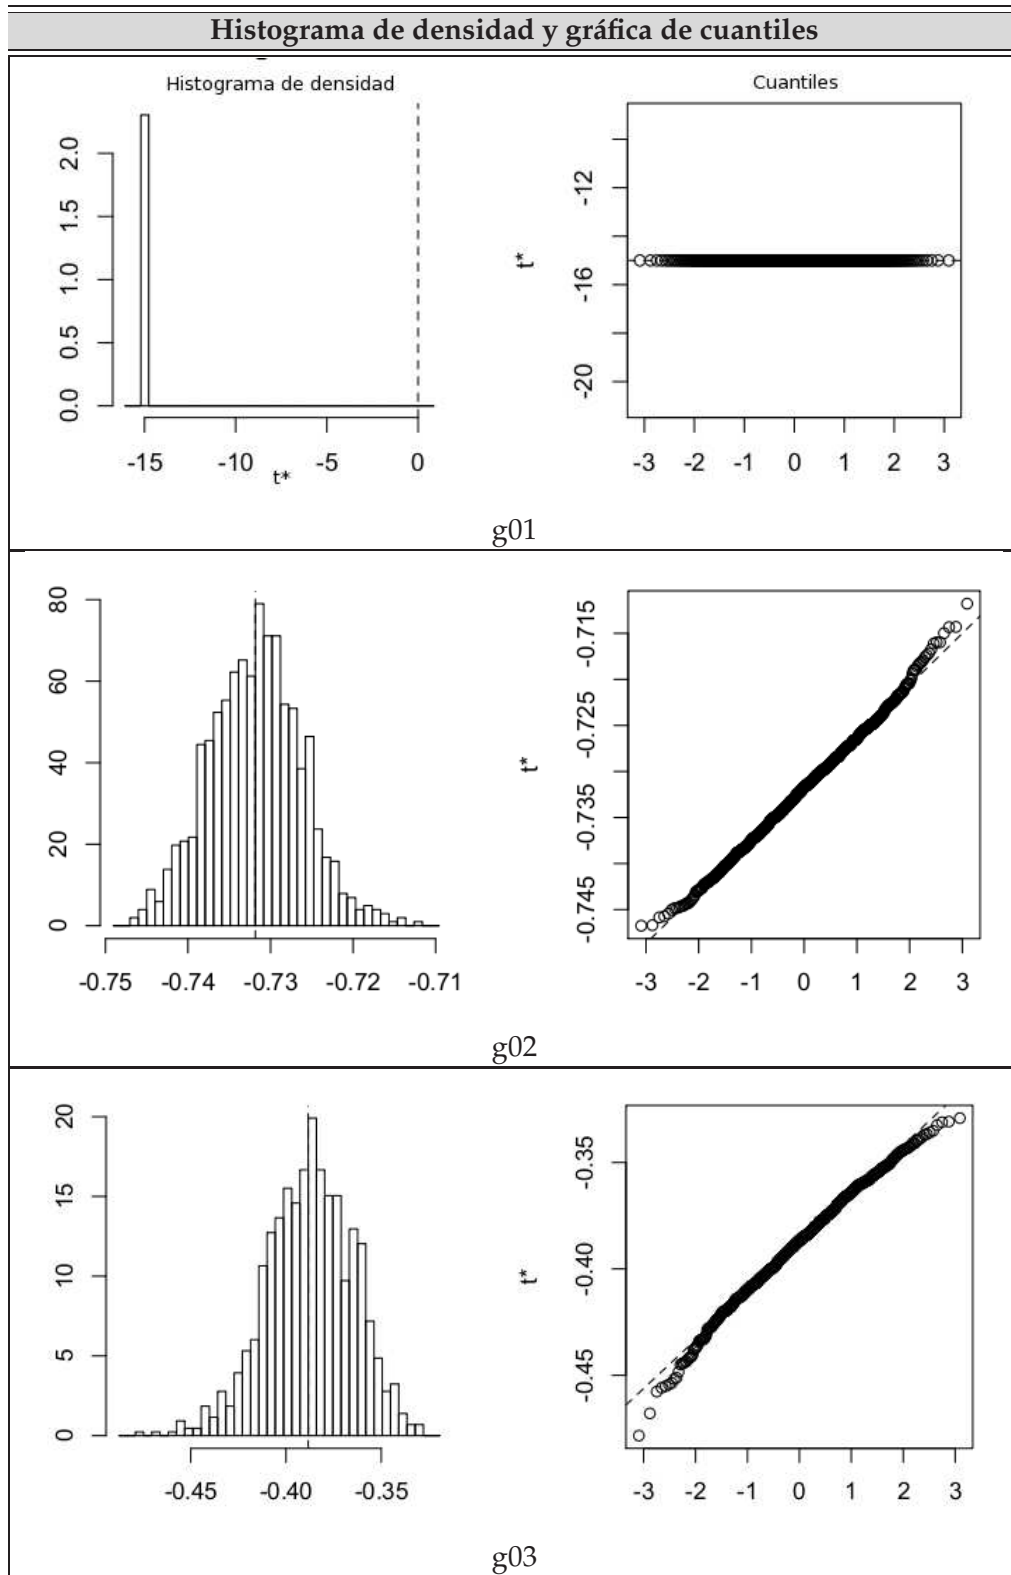 Histograma de densidad y gráfica de cuantiles
Histograma de densidad
Cuantiles
2.0
1.5
1.0
0.5
0.0
-15 -10 -5 0
t*
t*
-12
-16
-20
-3 -2 -1 0 1 2 3
g01
80
60
40
20
0
-0.75 -0.74 -0.73 -0.72 -0.71
t*
-0.715
-0.725
-0.735
-0.745
-3 -2 -1 0 1 2 3
g02
20
15
10
5
0
-0.45 -0.40 -0.35
t*
-0.35
-0.40
-0.45
-3 -2 -1 0 1 2 3
g03